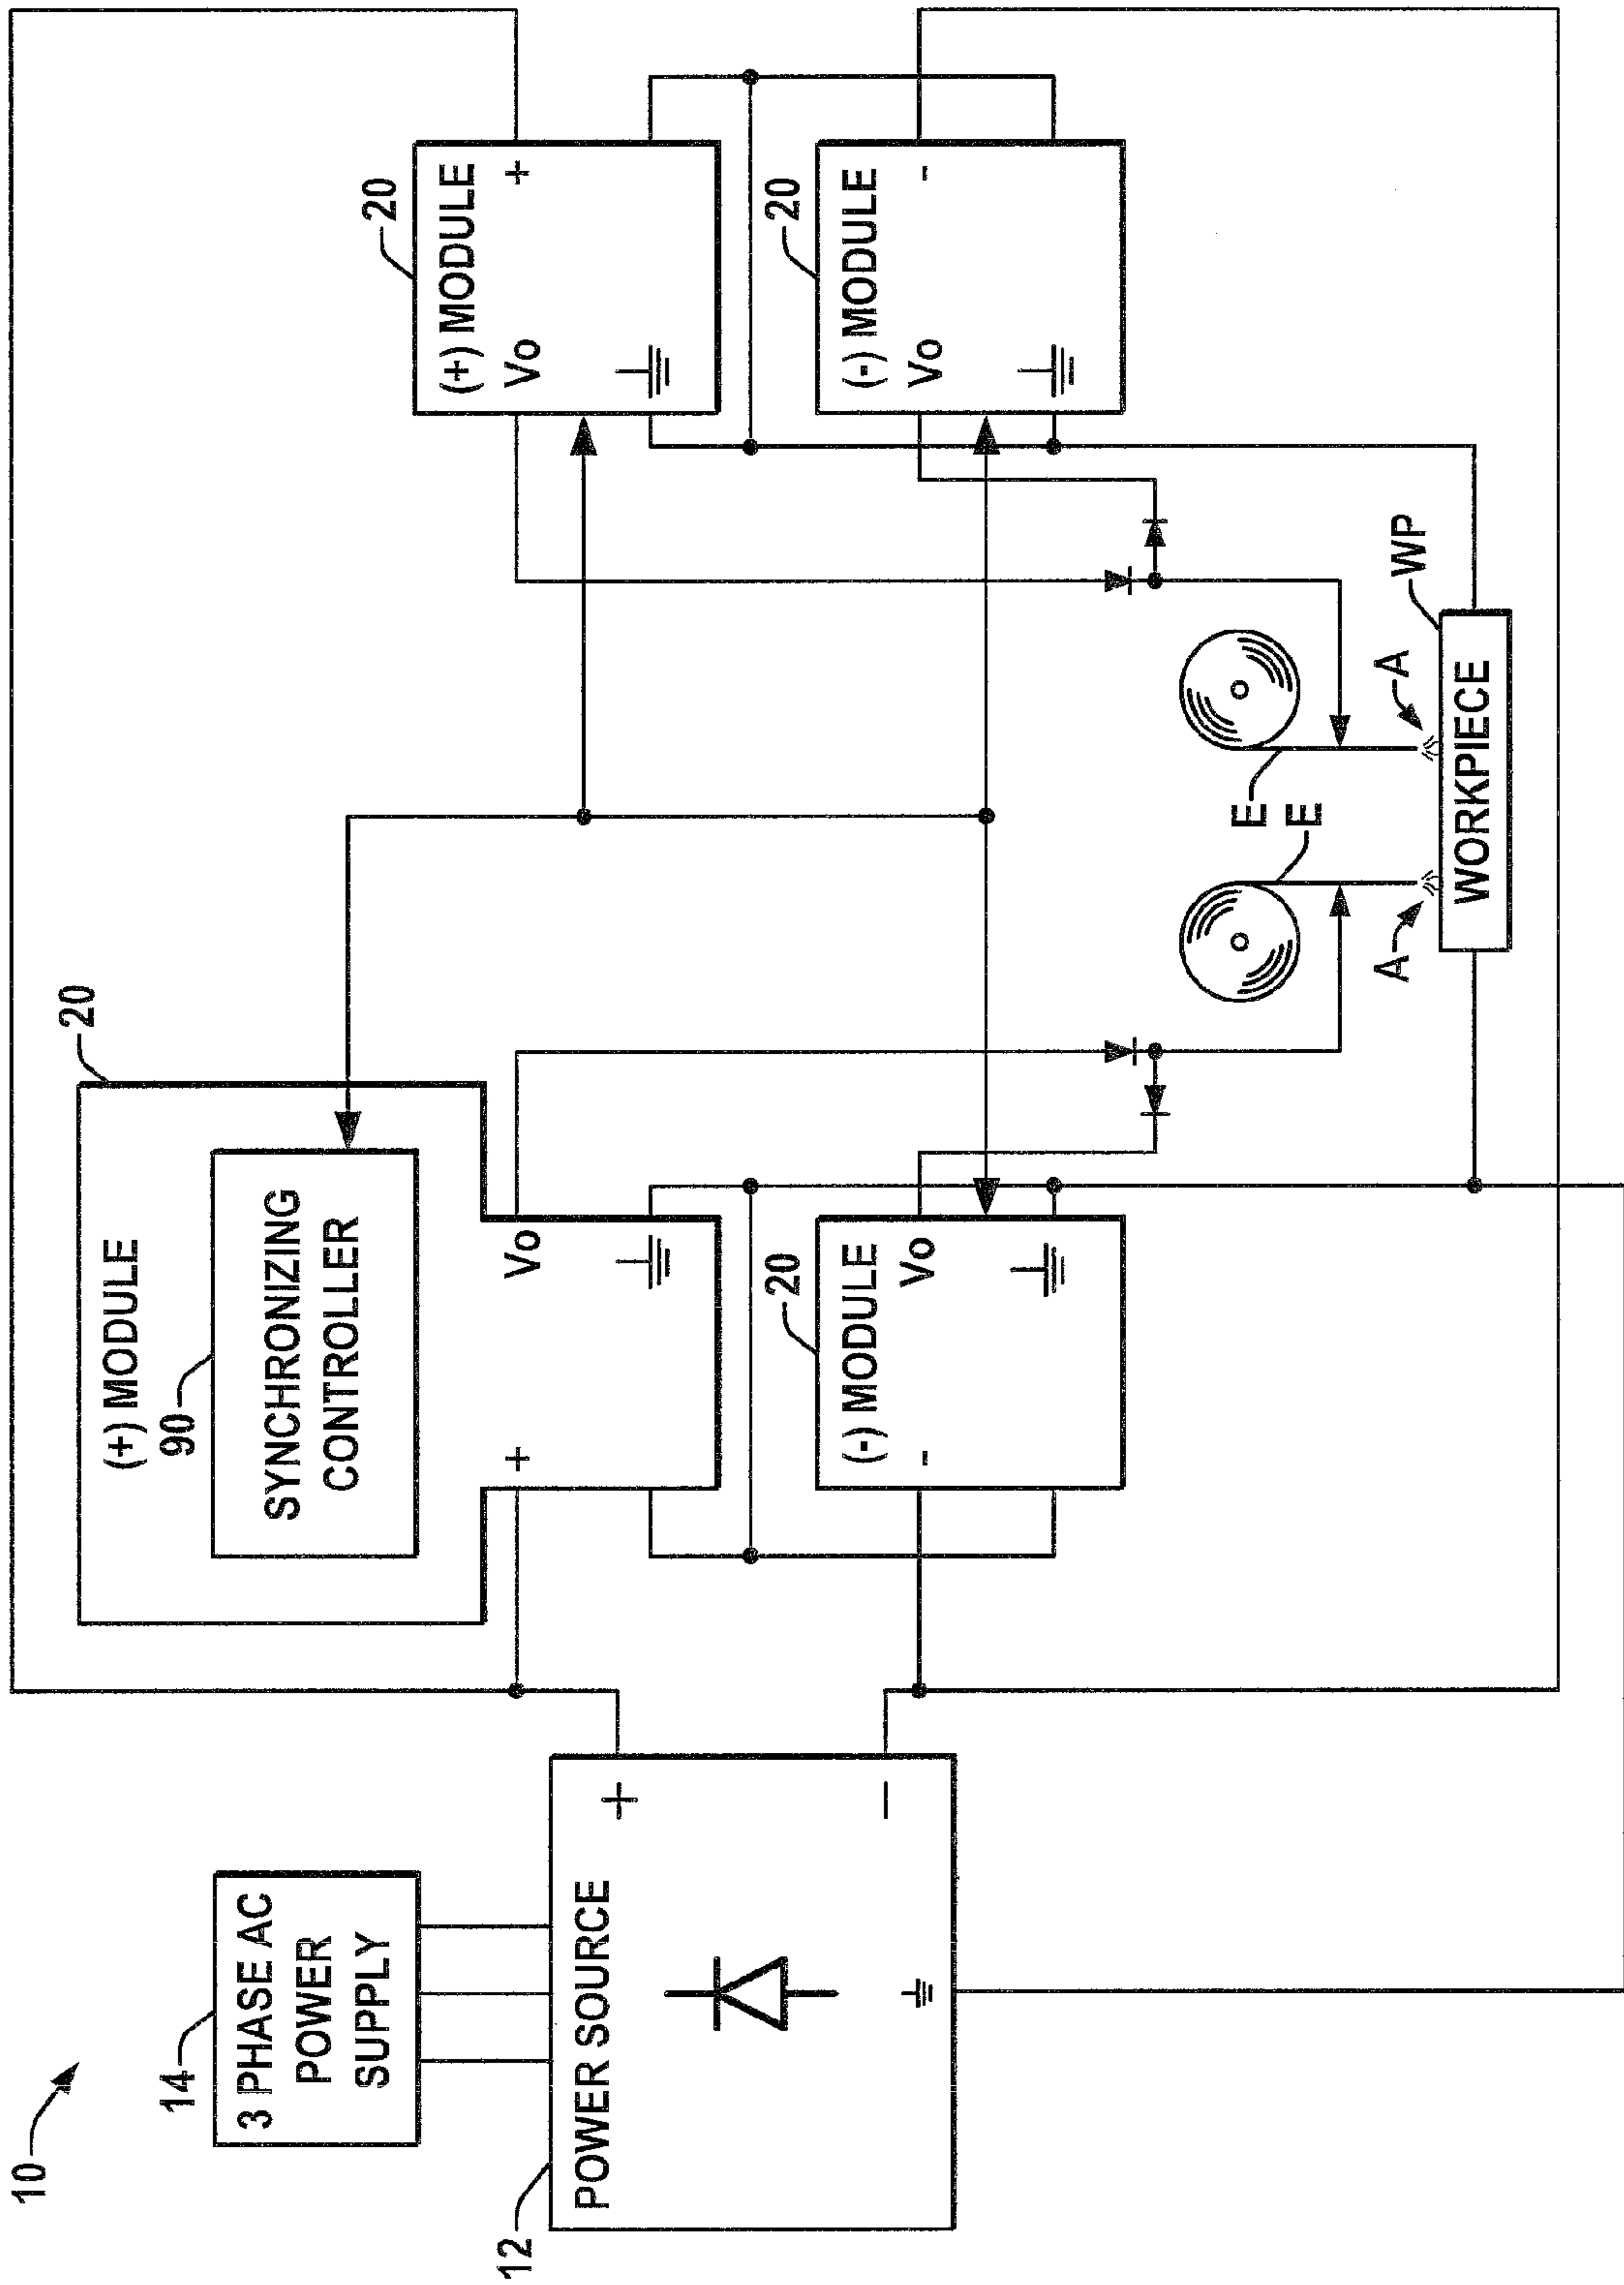 10
14
3 PHASE AC
POWER
SUPPLY
12
POWER SOURCE
+
−
20
(+) MODULE
90
SYNCHRONIZING
CONTROLLER
+
Vo
20
(-) MODULE
-
Vo
20
(+) MODULE
Vo
+
20
(-) MODULE
Vo
-
E
E
A
A
WP
WORKPIECE